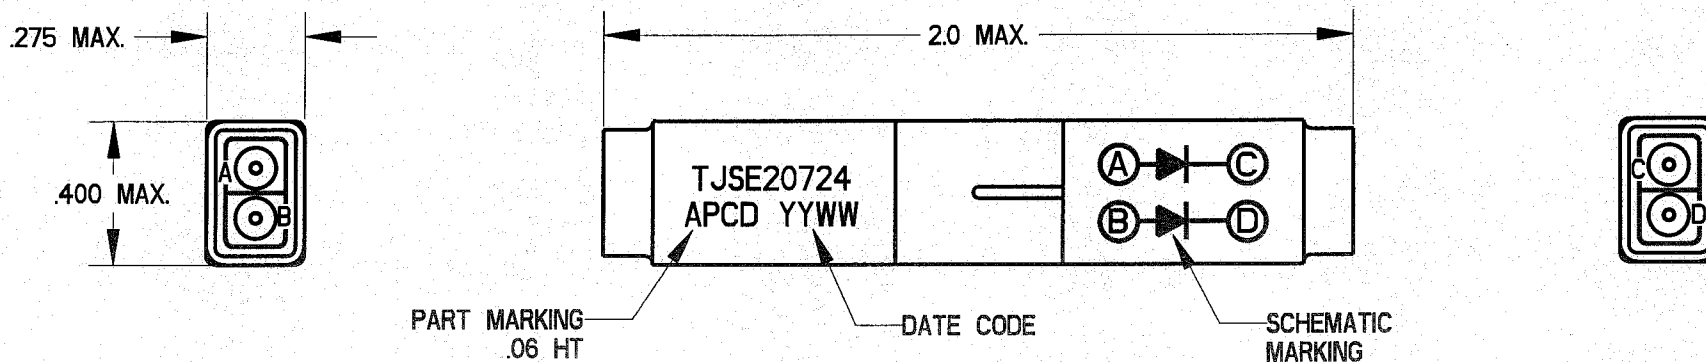 .275 MAX.
2.0 MAX.
.400 MAX.
A
B
TJSE20724
APCD YYWW
A C
B D
C
D
PART MARKING
.06 HT
DATE CODE
SCHEMATIC
MARKING